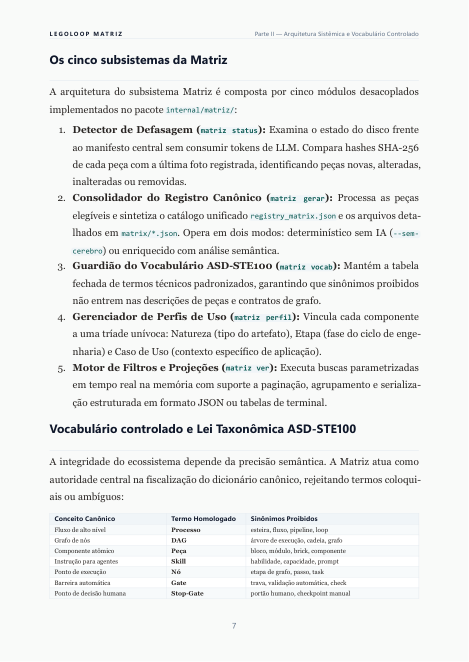 LEGOLOOP MATRIZ
Parte II — Arquitetura Sistêmica e Vocabulário Controlado
Os cinco subsistemas da Matriz
A arquitetura do subsistema Matriz é composta por cinco módulos desacoplados
implementados no pacote internal/matriz/:
1. Detector de Defasagem (matriz status): Examina o estado do disco frente
ao manifesto central sem consumir tokens de LLM. Compara hashes SHA-256
de cada peça com a última foto registrada, identificando peças novas, alteradas,
inalteradas ou removidas.
2. Consolidador do Registro Canônico (matriz gerar): Processa as peças
elegíveis e sintetiza o catálogo unificado registry_matrix.json e os arquivos deta-
lhados em matrix/*.json. Opera em dois modos: determinístico sem IA (--sem-
cerebro) ou enriquecido com análise semântica.
3. Guardião do Vocabulário ASD-STE100 (matriz vocab): Mantém a tabela
fechada de termos técnicos padronizados, garantindo que sinônimos proibidos
não entrem nas descrições de peças e contratos de grafo.
4. Gerenciador de Perfis de Uso (matriz perfil): Vincula cada componente
a uma tríade unívoca: Natureza (tipo do artefato), Etapa (fase do ciclo de enge-
nharia) e Caso de Uso (contexto específico de aplicação).
5. Motor de Filtros e Projeções (matriz ver): Executa buscas parametrizadas
em tempo real na memória com suporte a paginação, agrupamento e serializa-
ção estruturada em formato JSON ou tabelas de terminal.
Vocabulário controlado e Lei Taxonômica ASD-STE100
A integridade do ecossistema depende da precisão semântica. A Matriz atua como
autoridade central na fiscalização do dicionário canônico, rejeitando termos coloqui-
ais ou ambíguos:
Conceito Canônico Termo Homologado Sinônimos Proibidos
Fluxo de alto nível Processo esteira, fluxo, pipeline, loop
Grafo de nós DAG árvore de execução, cadeia, grafo
Componente atômico Peça bloco, módulo, brick, componente
Instrução para agentes Skill habilidade, capacidade, prompt
Ponto de execução Nó etapa de grafo, passo, task
Barreira automática Gate trava, validação automática, check
Ponto de decisão humana Stop-Gate portão humano, checkpoint manual
7